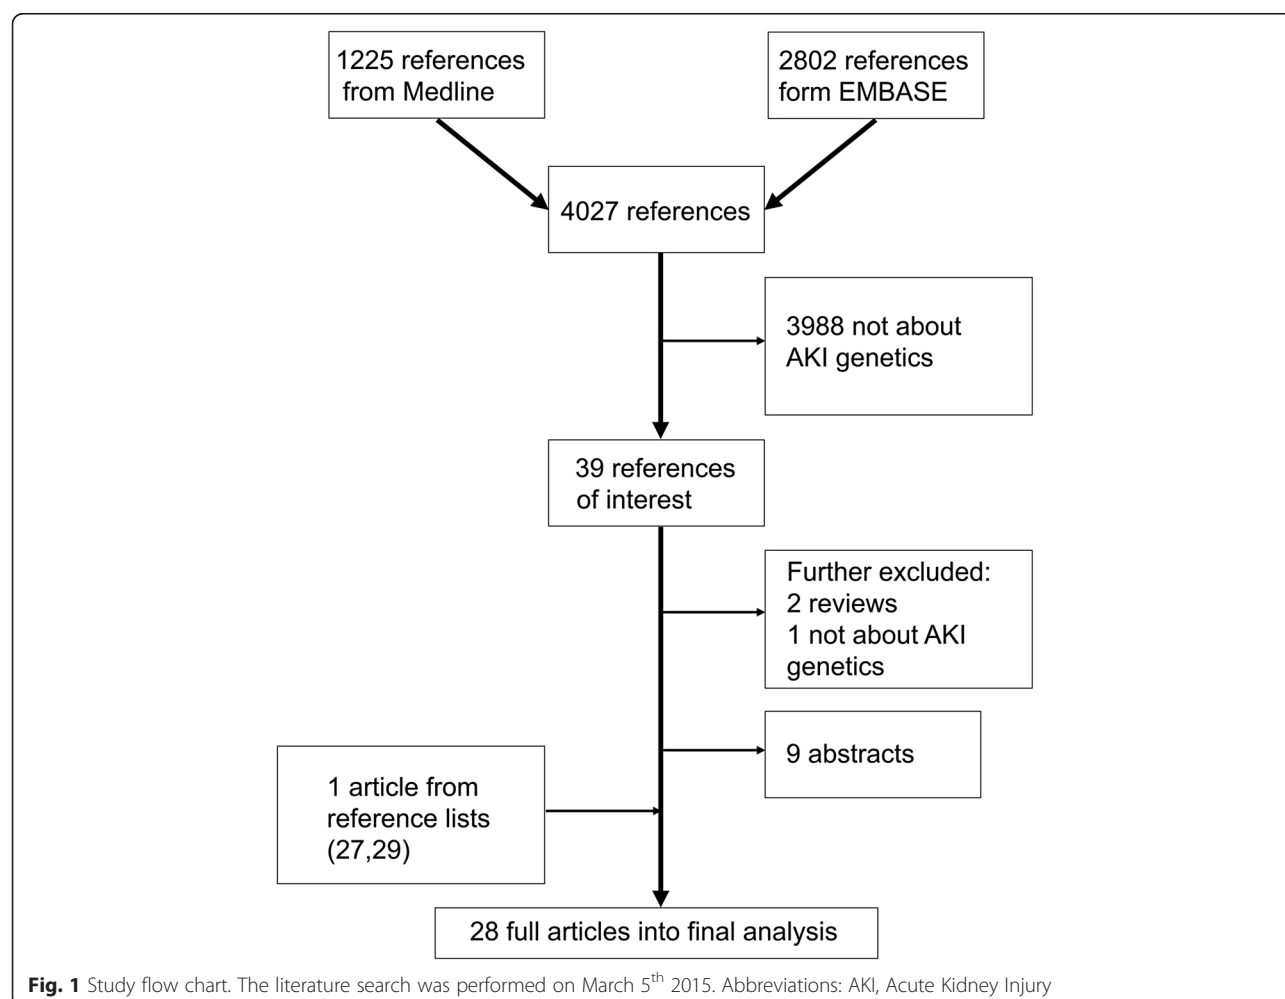 1225 references
from Medline
2802 references
form EMBASE
4027 references
3988 not about
AKI genetics
39 references
of interest
Further excluded:
2 reviews
1 not about AKI
genetics
9 abstracts
1 article from
reference lists
(27,29)
28 full articles into final analysis
Fig. 1 Study flow chart. The literature search was performed on March 5th 2015. Abbreviations: AKI, Acute Kidney Injury